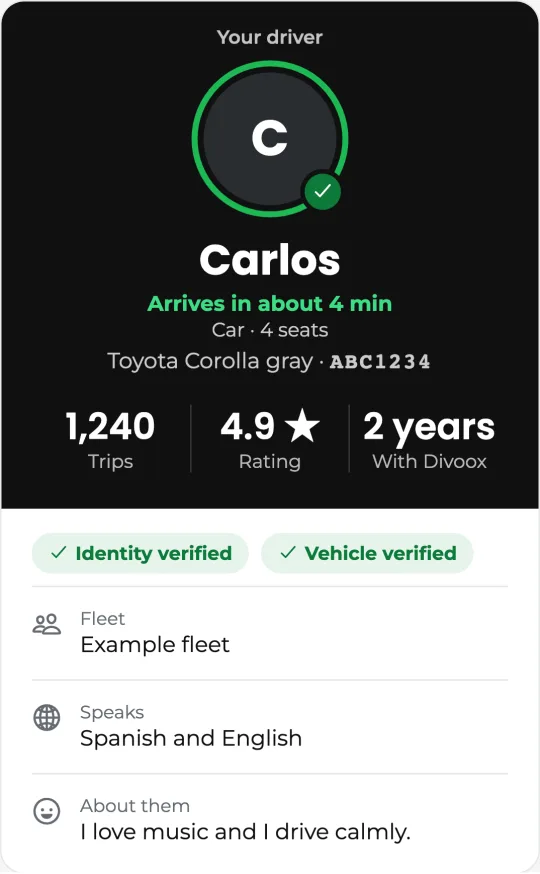 Your driver
C
Carlos
Arrives in about 4 min
Car · 4 seats
Toyota Corolla gray · ABC1234
1,240 4.9 ★ 2 years
Trips Rating With Divoox
Identity verified Vehicle verified
Fleet
Example fleet
Speaks
Spanish and English
About them
I love music and I drive calmly.